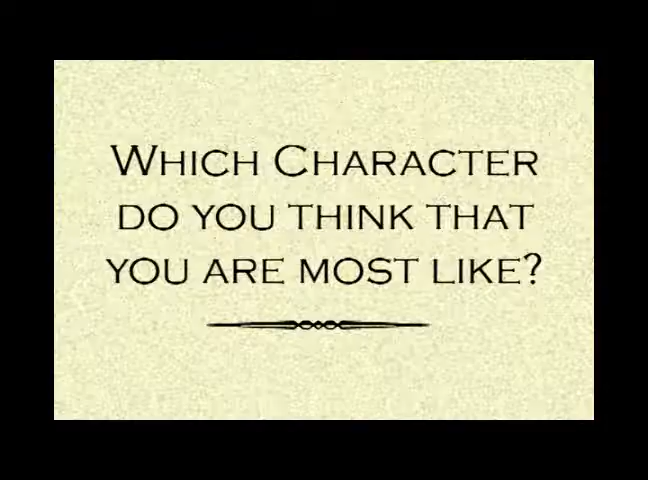 WHICH CHARACTER
DO YOU THINK THAT
YOU ARE MOST LIKE?